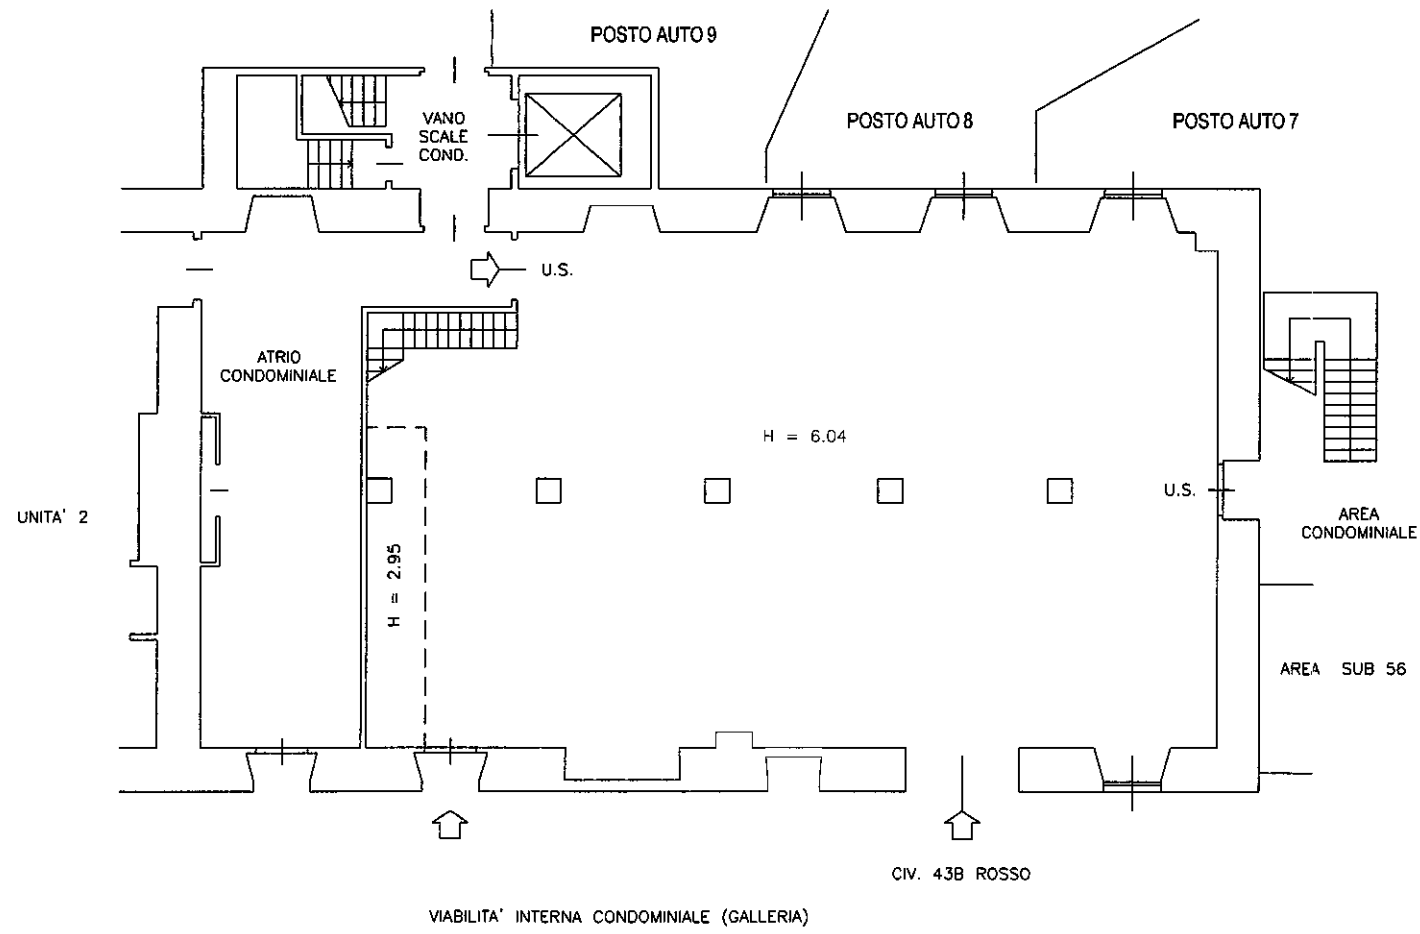 POSTO AUTO 9
VANO
SCALE
COND.
POSTO AUTO 8
POSTO AUTO 7
U.S.
ATRIO
CONDOMINIALE
H = 6.04
U.S.
UNITA' 2
AREA
CONDOMINIALE
H = 2.95
AREA SUB 56
CIV. 43B ROSSO
VIABILITA' INTERNA CONDOMINIALE (GALLERIA)